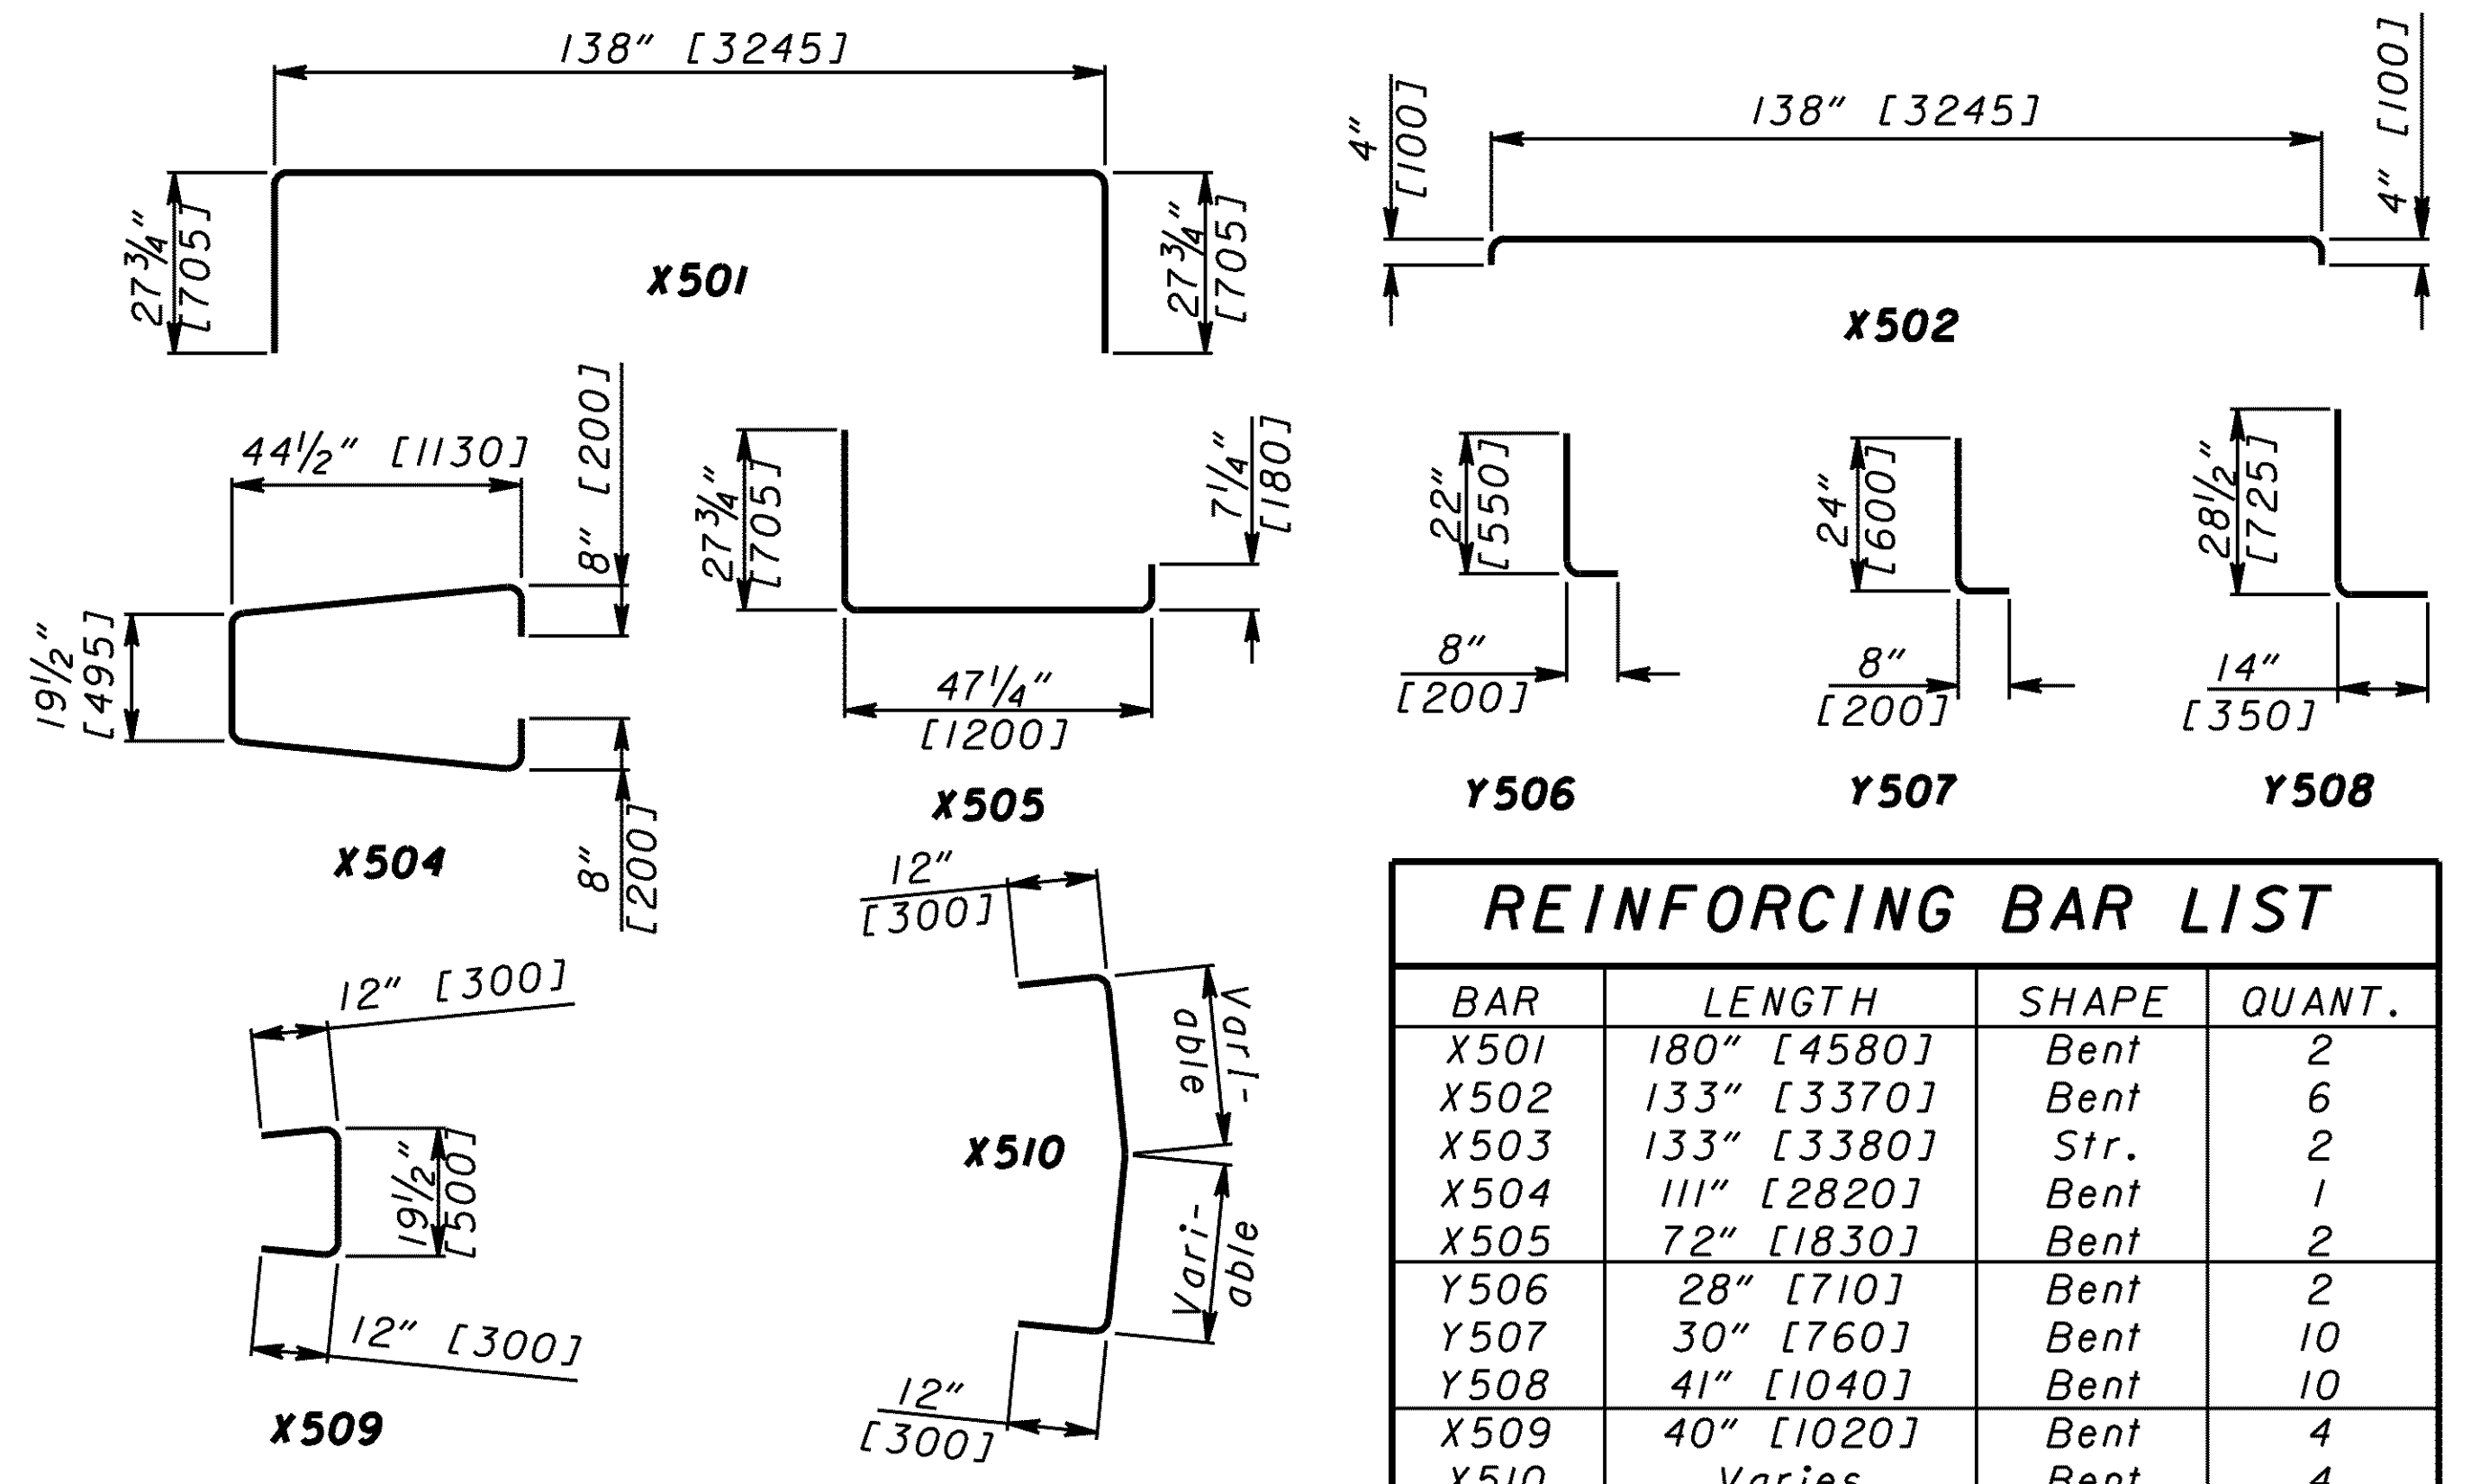 138" [3245]
27 3/4"
[705]
27 3/4"
[705]
X501
138" [3245]
4"
[100]
4" [100]
X502
44 1/2" [1130]
8" [200]
19 1/2"
[495]
8"
[200]
X504
27 3/4"
[705]
7 1/4"
[180]
47 1/4"
[1200]
X505
22"
[550]
8"
[200]
Y506
24"
[600]
8"
[200]
Y507
28 1/2"
[725]
14"
[350]
Y508
12" [300]
19 1/2"
[500]
12" [300]
X509
12"
[300]
Vari-
able
X510
Vari-
able
12"
[300]
REINFORCING BAR LIST
BAR LENGTH SHAPE QUANT.
X501 180" [4580] Bent 2
X502 133" [3370] Bent 6
X503 133" [3380] Str. 2
X504 111" [2820] Bent 1
X505 72" [1830] Bent 2
Y506 28" [710] Bent 2
Y507 30" [760] Bent 10
Y508 41" [1040] Bent 10
X509 40" [1020] Bent 4
X510 Varies Bent 4